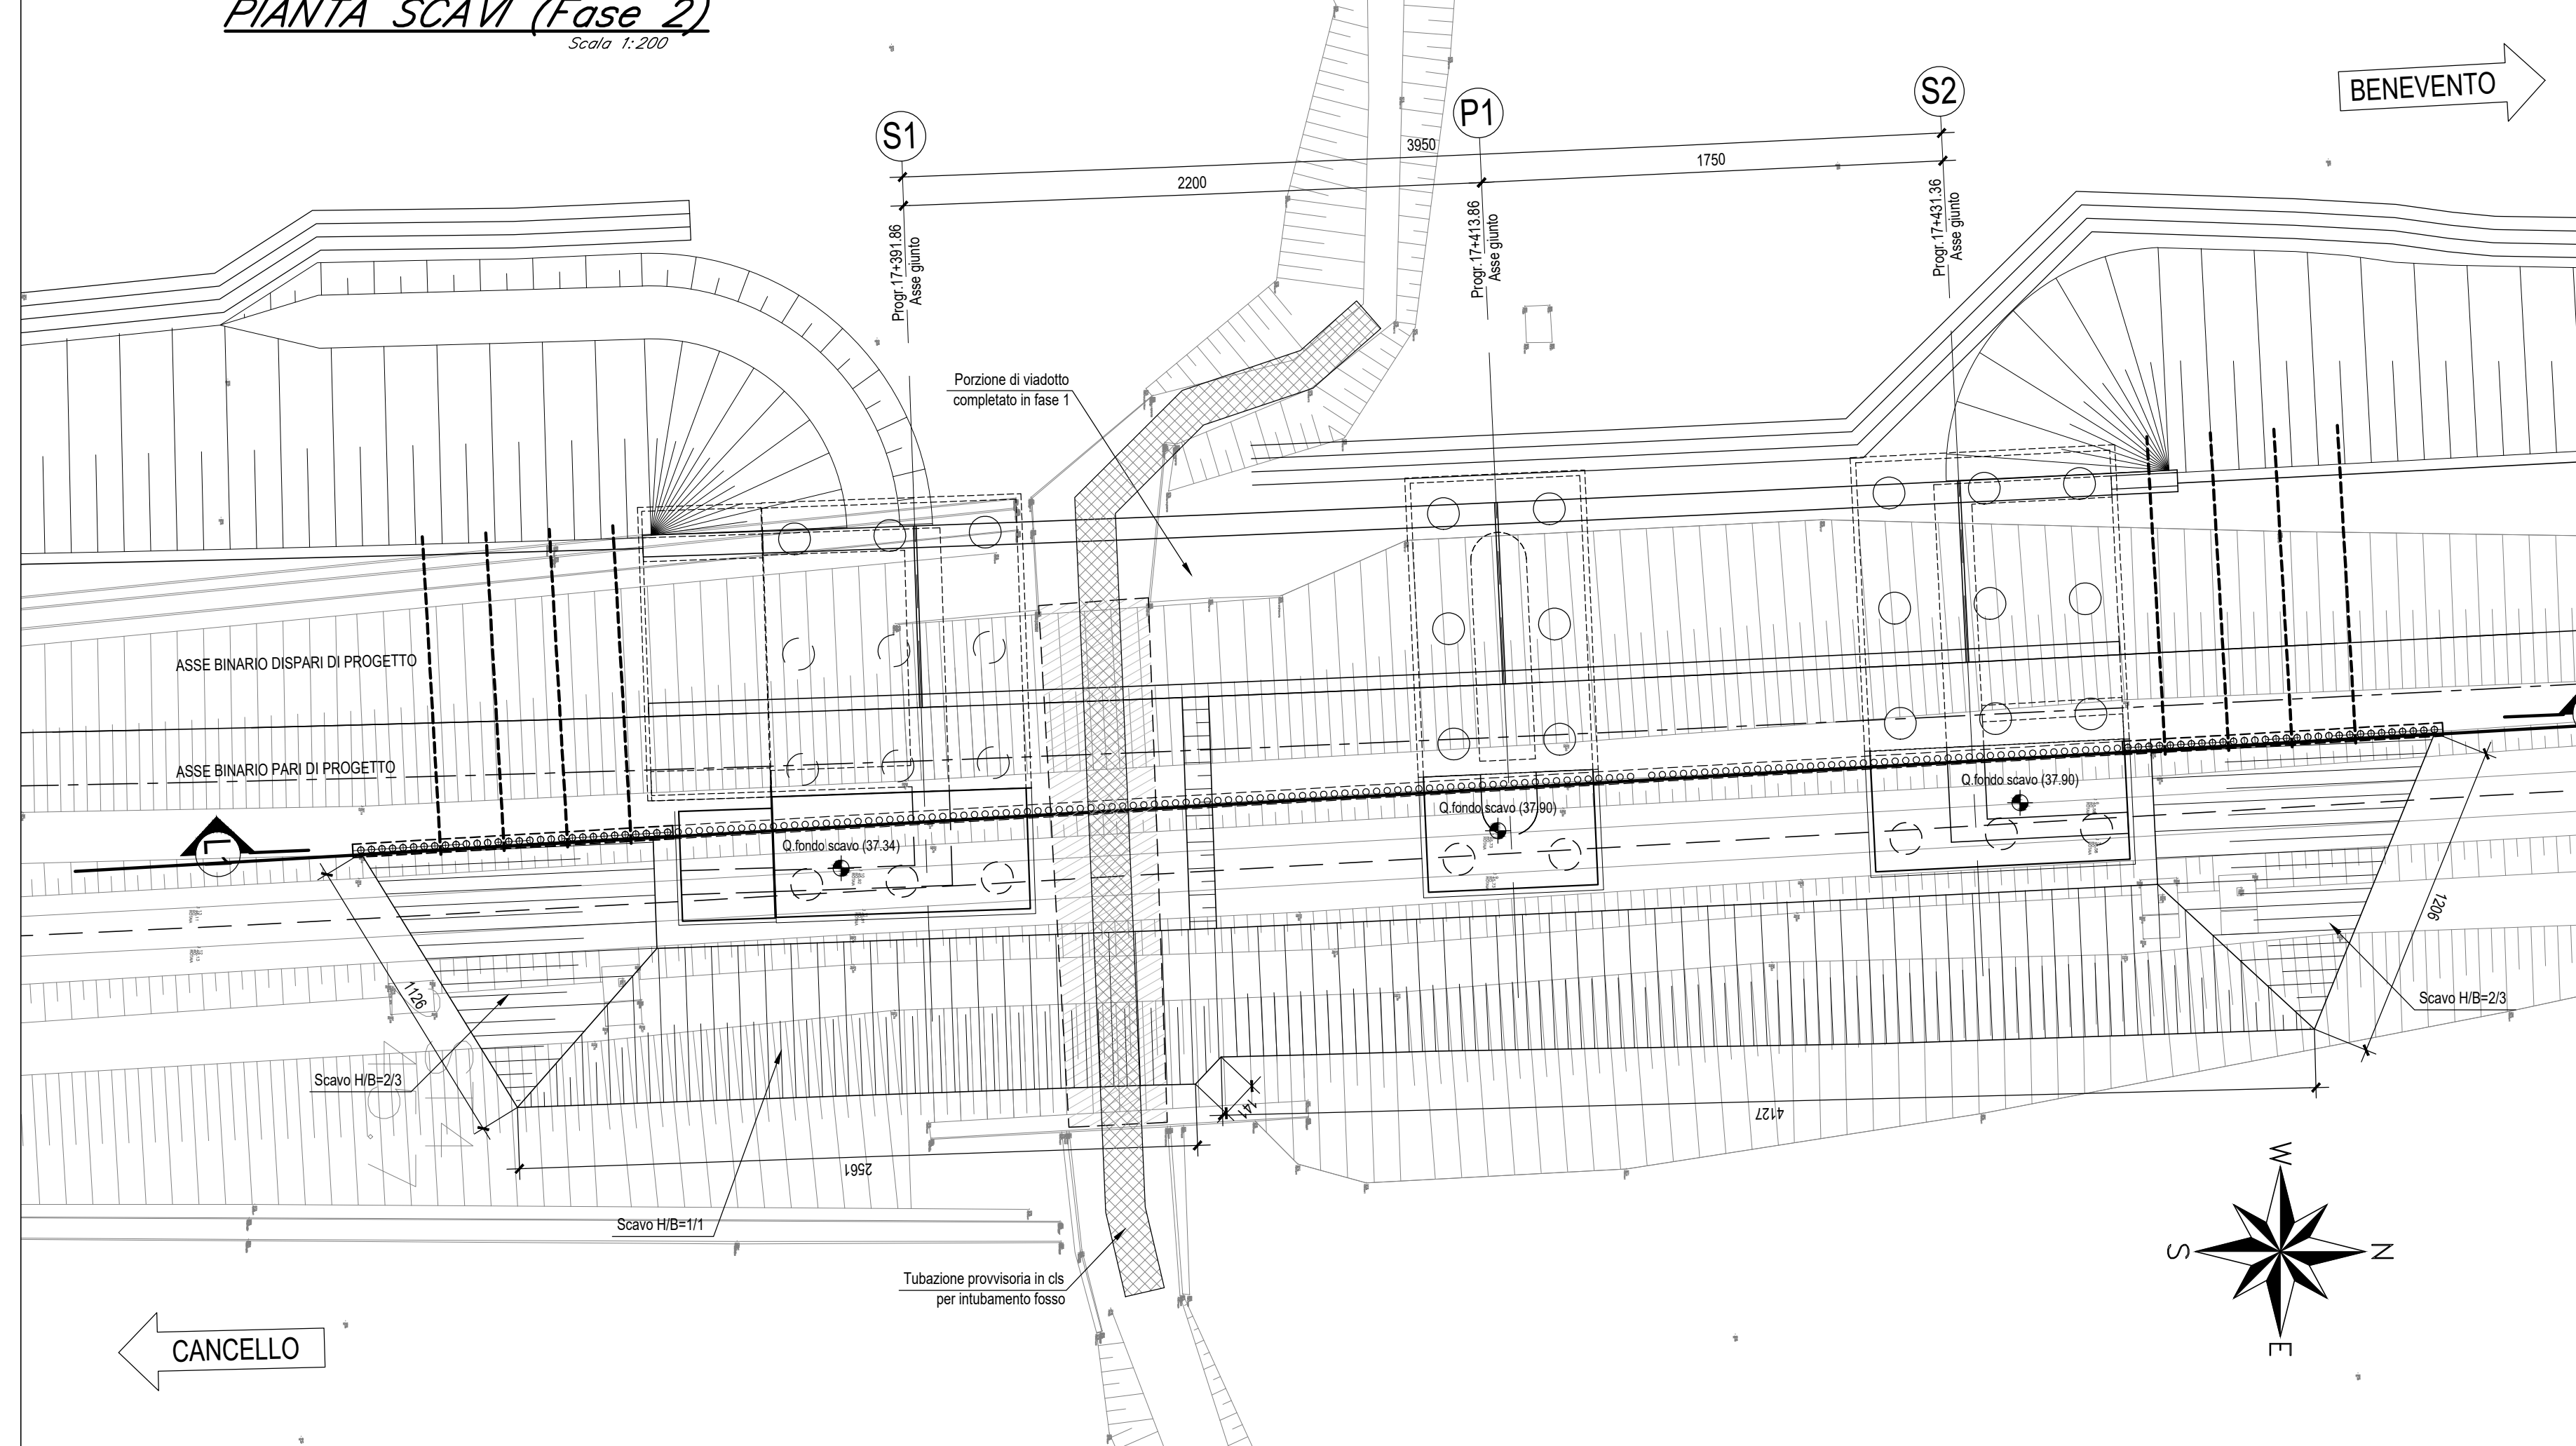 PIANTA SCAVI (Fase 2)
Scala 1:200
BENEVENTO
S1
P1
S2
3950
2200
1750
Progr.17+391.86
Asse giunto
Progr.17+413.86
Asse giunto
Progr.17+431.36
Asse giunto
Porzione di viadotto
completato in fase 1
ASSE BINARIO DISPARI DI PROGETTO
ASSE BINARIO PARI DI PROGETTO
Q.fondo scavo (37.34)
Q.fondo scavo (37.90)
Q.fondo scavo (37.90)
1126
1206
Scavo H/B=2/3
Scavo H/B=2/3
141
4127
2561
Scavo H/B=1/1
Tubazione provvisoria in cls
per intubamento fosso
W
S
N
E
CANCELLO